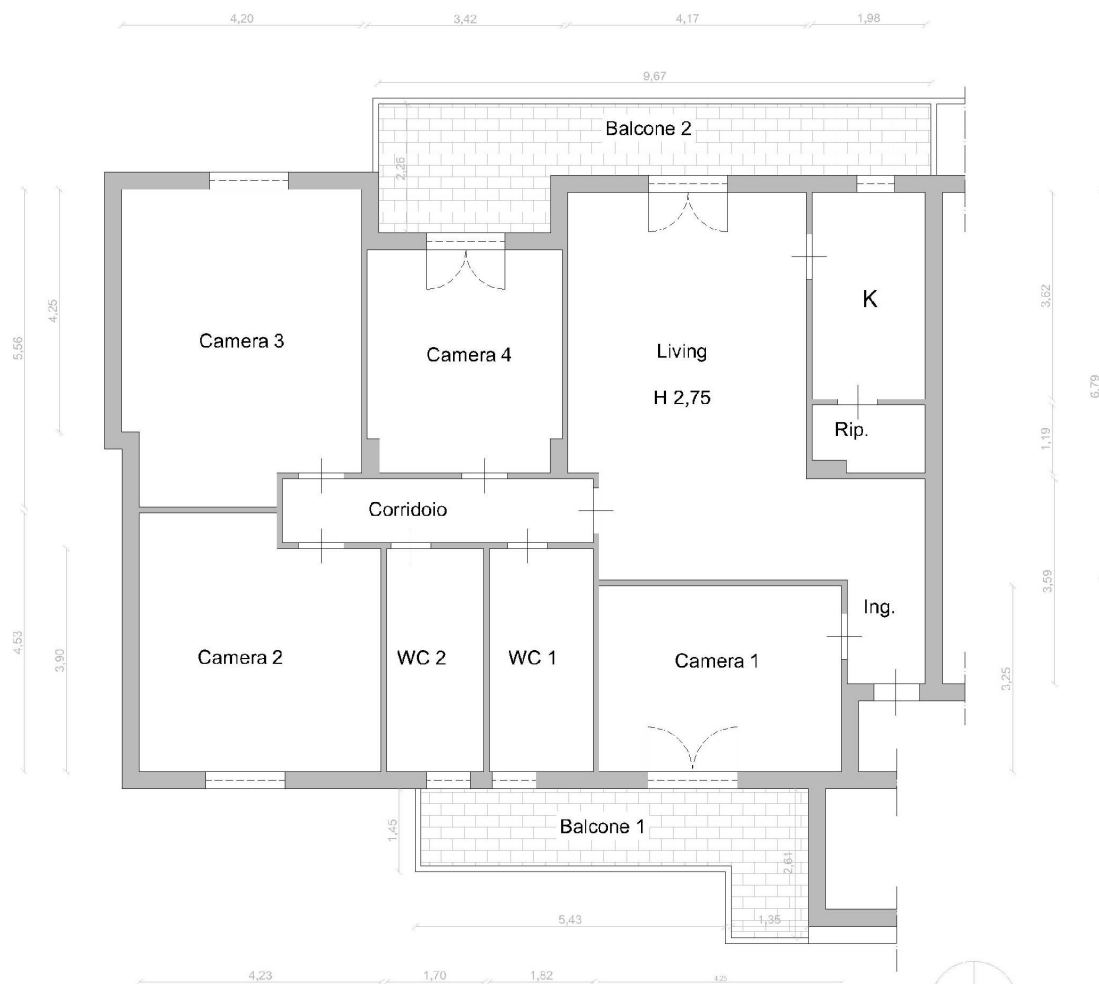 4,20
3,42
4,17
1,98
9,67
Balcone 2
2,26
4,25
5,56
3,62
K
Camera 3
Camera 4
Living
H 2,75
6,79
Rip.
1,19
Corridoio
3,59
Ing.
4,53
3,90
Camera 2
WC 2
WC 1
Camera 1
3,25
1,45
Balcone 1
2,61
5,43
1,35
4,23
1,70
1,82
4,25